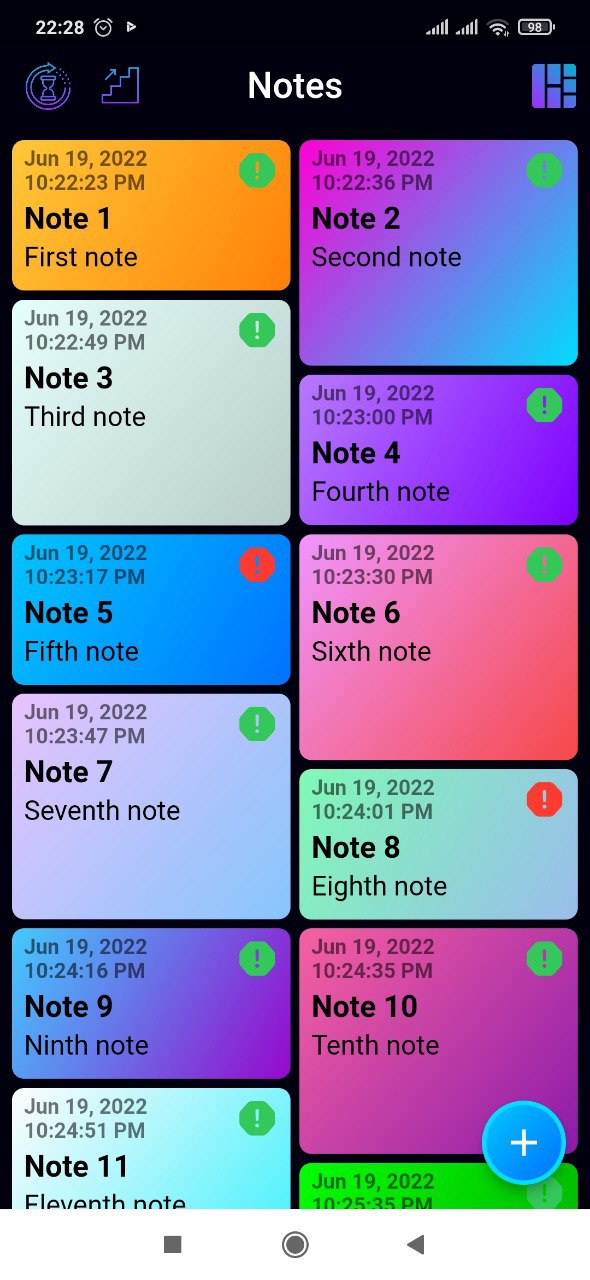 22:28
98
Notes
Jun 19, 2022
10:22:23 PM
Note 1
First note
Jun 19, 2022
10:22:36 PM
Note 2
Second note
Jun 19, 2022
10:22:49 PM
Note 3
Third note
Jun 19, 2022
10:23:00 PM
Note 4
Fourth note
Jun 19, 2022
10:23:17 PM
Note 5
Fifth note
Jun 19, 2022
10:23:30 PM
Note 6
Sixth note
Jun 19, 2022
10:23:47 PM
Note 7
Seventh note
Jun 19, 2022
10:24:01 PM
Note 8
Eighth note
Jun 19, 2022
10:24:16 PM
Note 9
Ninth note
Jun 19, 2022
10:24:35 PM
Note 10
Tenth note
Jun 19, 2022
10:24:51 PM
Note 11
Eleventh note
Jun 19, 2022
10:25:35 PM